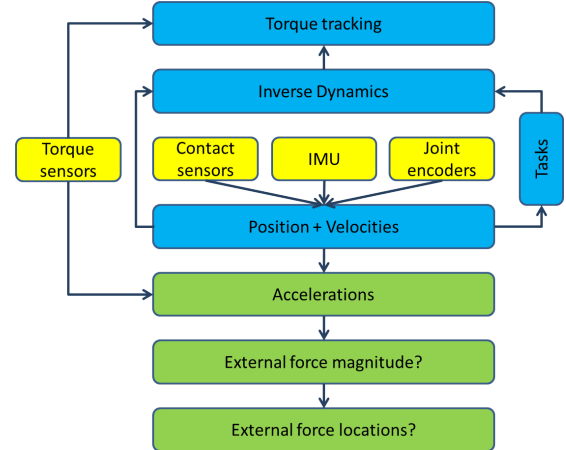 Torque tracking
Inverse Dynamics
Torque
sensors
Contact
sensors
IMU
Joint
encoders
Tasks
Position + Velocities
Accelerations
External force magnitude?
External force locations?